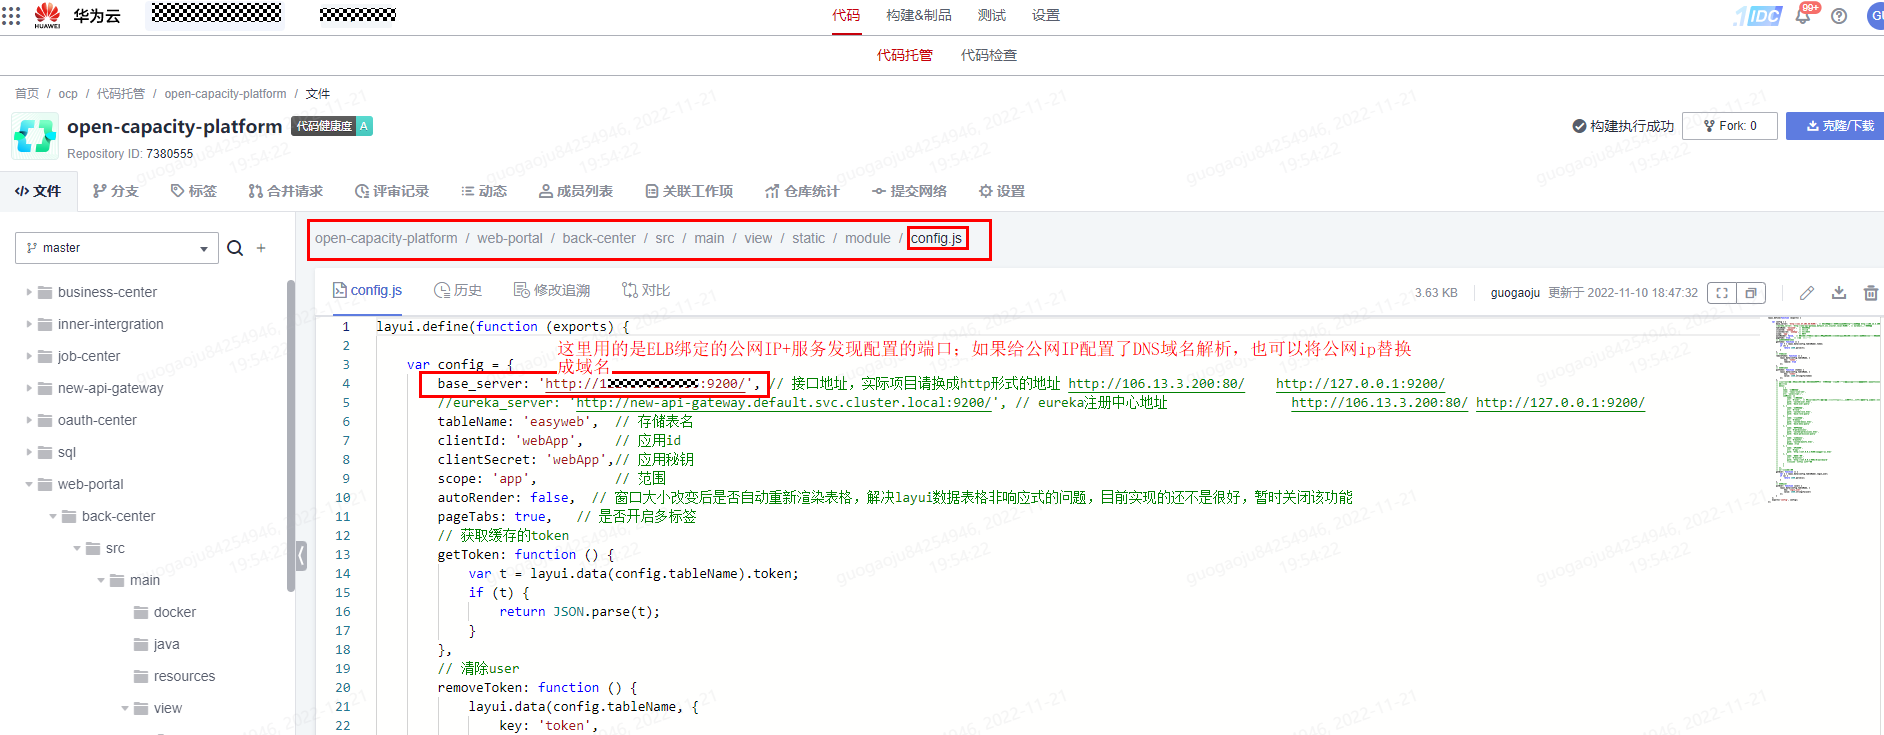 HUAWEI 华为云 代码 构建&制品 测试 设置 1IDC 99+ GU
代码托管 代码检查
首页 / ocp / 代码托管 / open-capacity-platform / 文件
open-capacity-platform 代码健康度 A 构建执行成功 Fork: 0 克隆/下载
Repository ID: 7380555
文件 分支 标签 合并请求 评审记录 动态 成员列表 关联工作项 仓库统计 提交网络 设置
master
open-capacity-platform / web-portal / back-center / src / main / view / static / module / config.js
business-center
inner-intergration
job-center
new-api-gateway
oauth-center
sql
web-portal
back-center
src
main
docker
java
resources
view
config.js 历史 修改追溯 对比 3.63 KB guogaoju 更新于 2022-11-10 18:47:32
1 layui.define(function (exports) {
2
这里用的是ELB绑定的公网IP+服务发现配置的端口；如果给公网IP配置了DNS域名解析，也可以将公网ip替换
成域名
3 var config = {
4 base_server: 'http://1 :9200/', // 接口地址，实际项目请换成http形式的地址 http://106.13.3.200:80/ http://127.0.0.1:9200/
5 //eureka_server: 'http://new-api-gateway.default.svc.cluster.local:9200/', // eureka注册中心地址 http://106.13.3.200:80/ http://127.0.0.1:9200/
6 tableName: 'easyweb', // 存储表名
7 clientId: 'webApp', // 应用id
8 clientSecret: 'webApp',// 应用秘钥
9 scope: 'app', // 范围
10 autoRender: false, // 窗口大小改变后是否自动重新渲染表格，解决layui数据表格非响应式的问题，目前实现的还不是很好，暂时关闭该功能
11 pageTabs: true, // 是否开启多标签
12 // 获取缓存的token
13 getToken: function () {
14 var t = layui.data(config.tableName).token;
15 if (t) {
16 return JSON.parse(t);
17 }
18 },
19 // 清除user
20 removeToken: function () {
21 layui.data(config.tableName, {
22 key: 'token',
guogaoju84254946, 2022-11-21
19:54:22